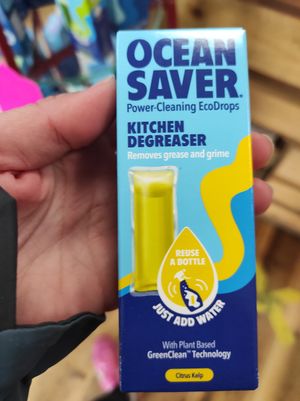 OCEAN
SAVER®
Power-Cleaning EcoDrops
KITCHEN
DEGREASER
Removes grease and grime
REUSE
A BOTTLE
JUST ADD WATER
With Plant Based
GreenClean™ Technology
Citrus Kelp